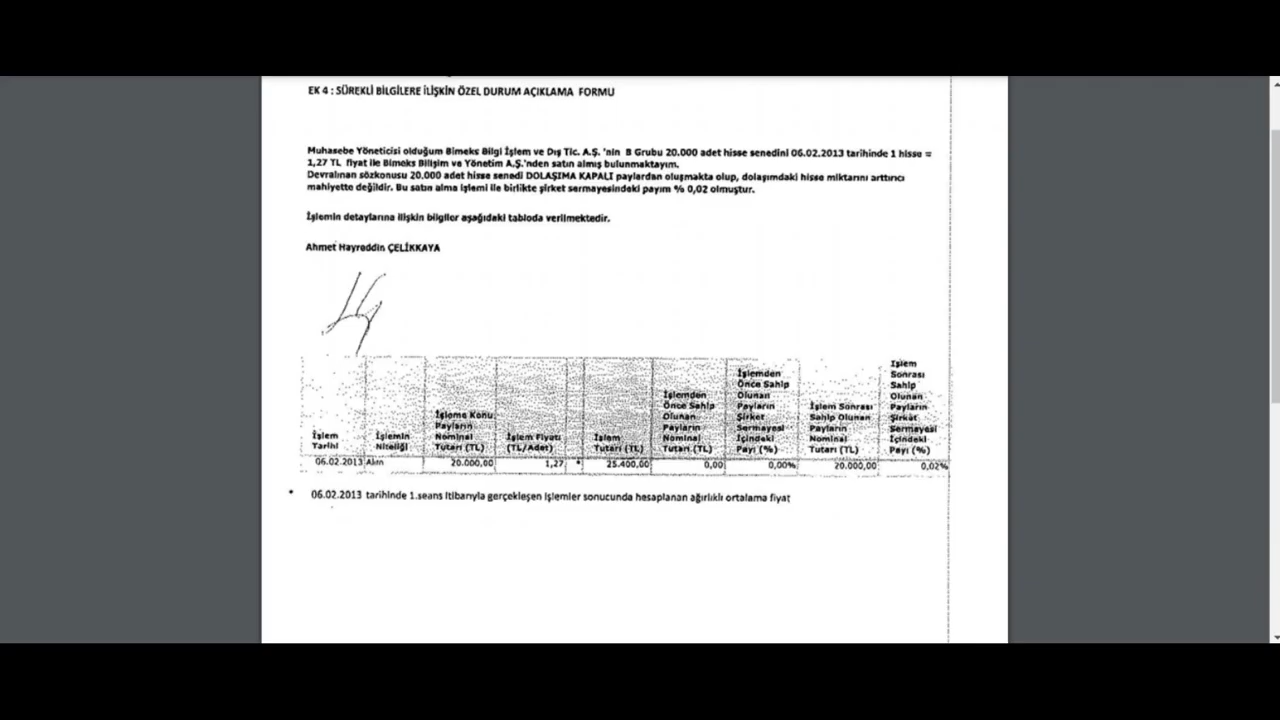 EK 4 : SÜREKLİ BİLGİLERE İLİŞKİN ÖZEL DURUM AÇIKLAMA FORMU
Muhasebe Yöneticisi olduğum Bimeks Bilgi İşlem ve Dış Tic. A.Ş. 'nin B Grubu 20.000 adet hisse senedini 06.02.2013 tarihinde 1 hisse =
1,27 TL fiyat ile Bimeks Bilişim ve Yönetim A.Ş.'nden satın almış bulunmaktayım.
Devralınan sözkonusu 20.000 adet hisse senedi DOLAŞIMA KAPALI paylardan oluşmakta olup, dolaşımdaki hisse miktarını arttırıcı
mahiyette değildir. Bu satın alma işlemi ile birlikte şirket sermayesindeki payım % 0,02 olmuştur.
İşlemin detaylarına ilişkin bilgiler aşağıdaki tabloda verilmektedir.
Ahmet Hayreddin ÇELİKKAYA
İşlem Tarihi
İşlemin Niteliği
İşleme Konu Payların Nominal Tutarı (TL)
İşlem Fiyatı (TL/Adet)
İşlem Tutarı (TL)
İşlemden Önce Sahip Olunan Payların Nominal Tutarı (TL)
İşlemden Önce Sahip Olunan Payların Şirket Sermayesi İçindeki Payı (%)
İşlem Sonrası Sahip Olunan Payların Nominal Tutarı (TL)
İşlem Sonrası Sahip Olunan Payların Şirket Sermayesi İçindeki Payı (%)
06.02.2013 Alım 20.000,00 1,27 * 25.400,00 0,00 0,00% 20.000,00 0,02%
* 06.02.2013 tarihinde 1.seans itibarıyla gerçekleşen işlemler sonucunda hesaplanan ağırlıklı ortalama fiyat